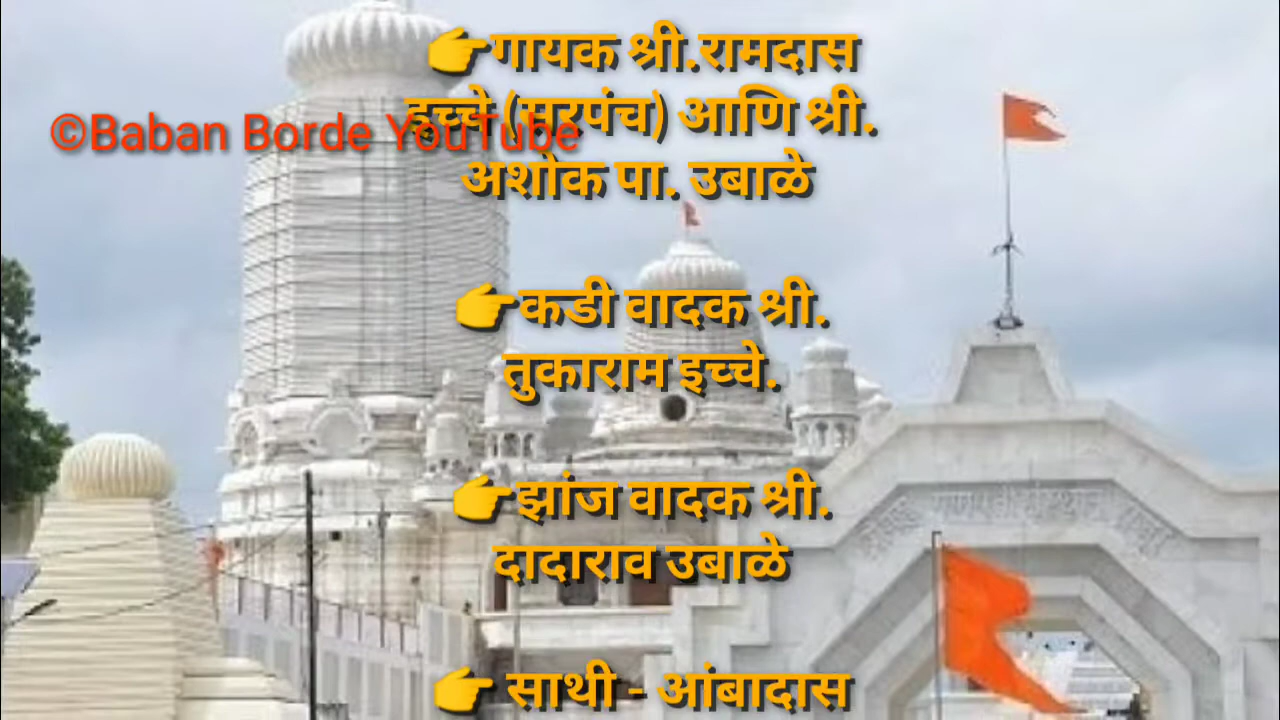 👉गायक श्री.रामदास
इच्चे (सरपंच) आणि श्री.
©Baban Borde YouTube
अशोक पा. उबाळे
👉कडी वादक श्री.
तुकाराम इच्चे.
👉झांज वादक श्री.
दादाराव उबाळे
👉 साथी - आंबादास